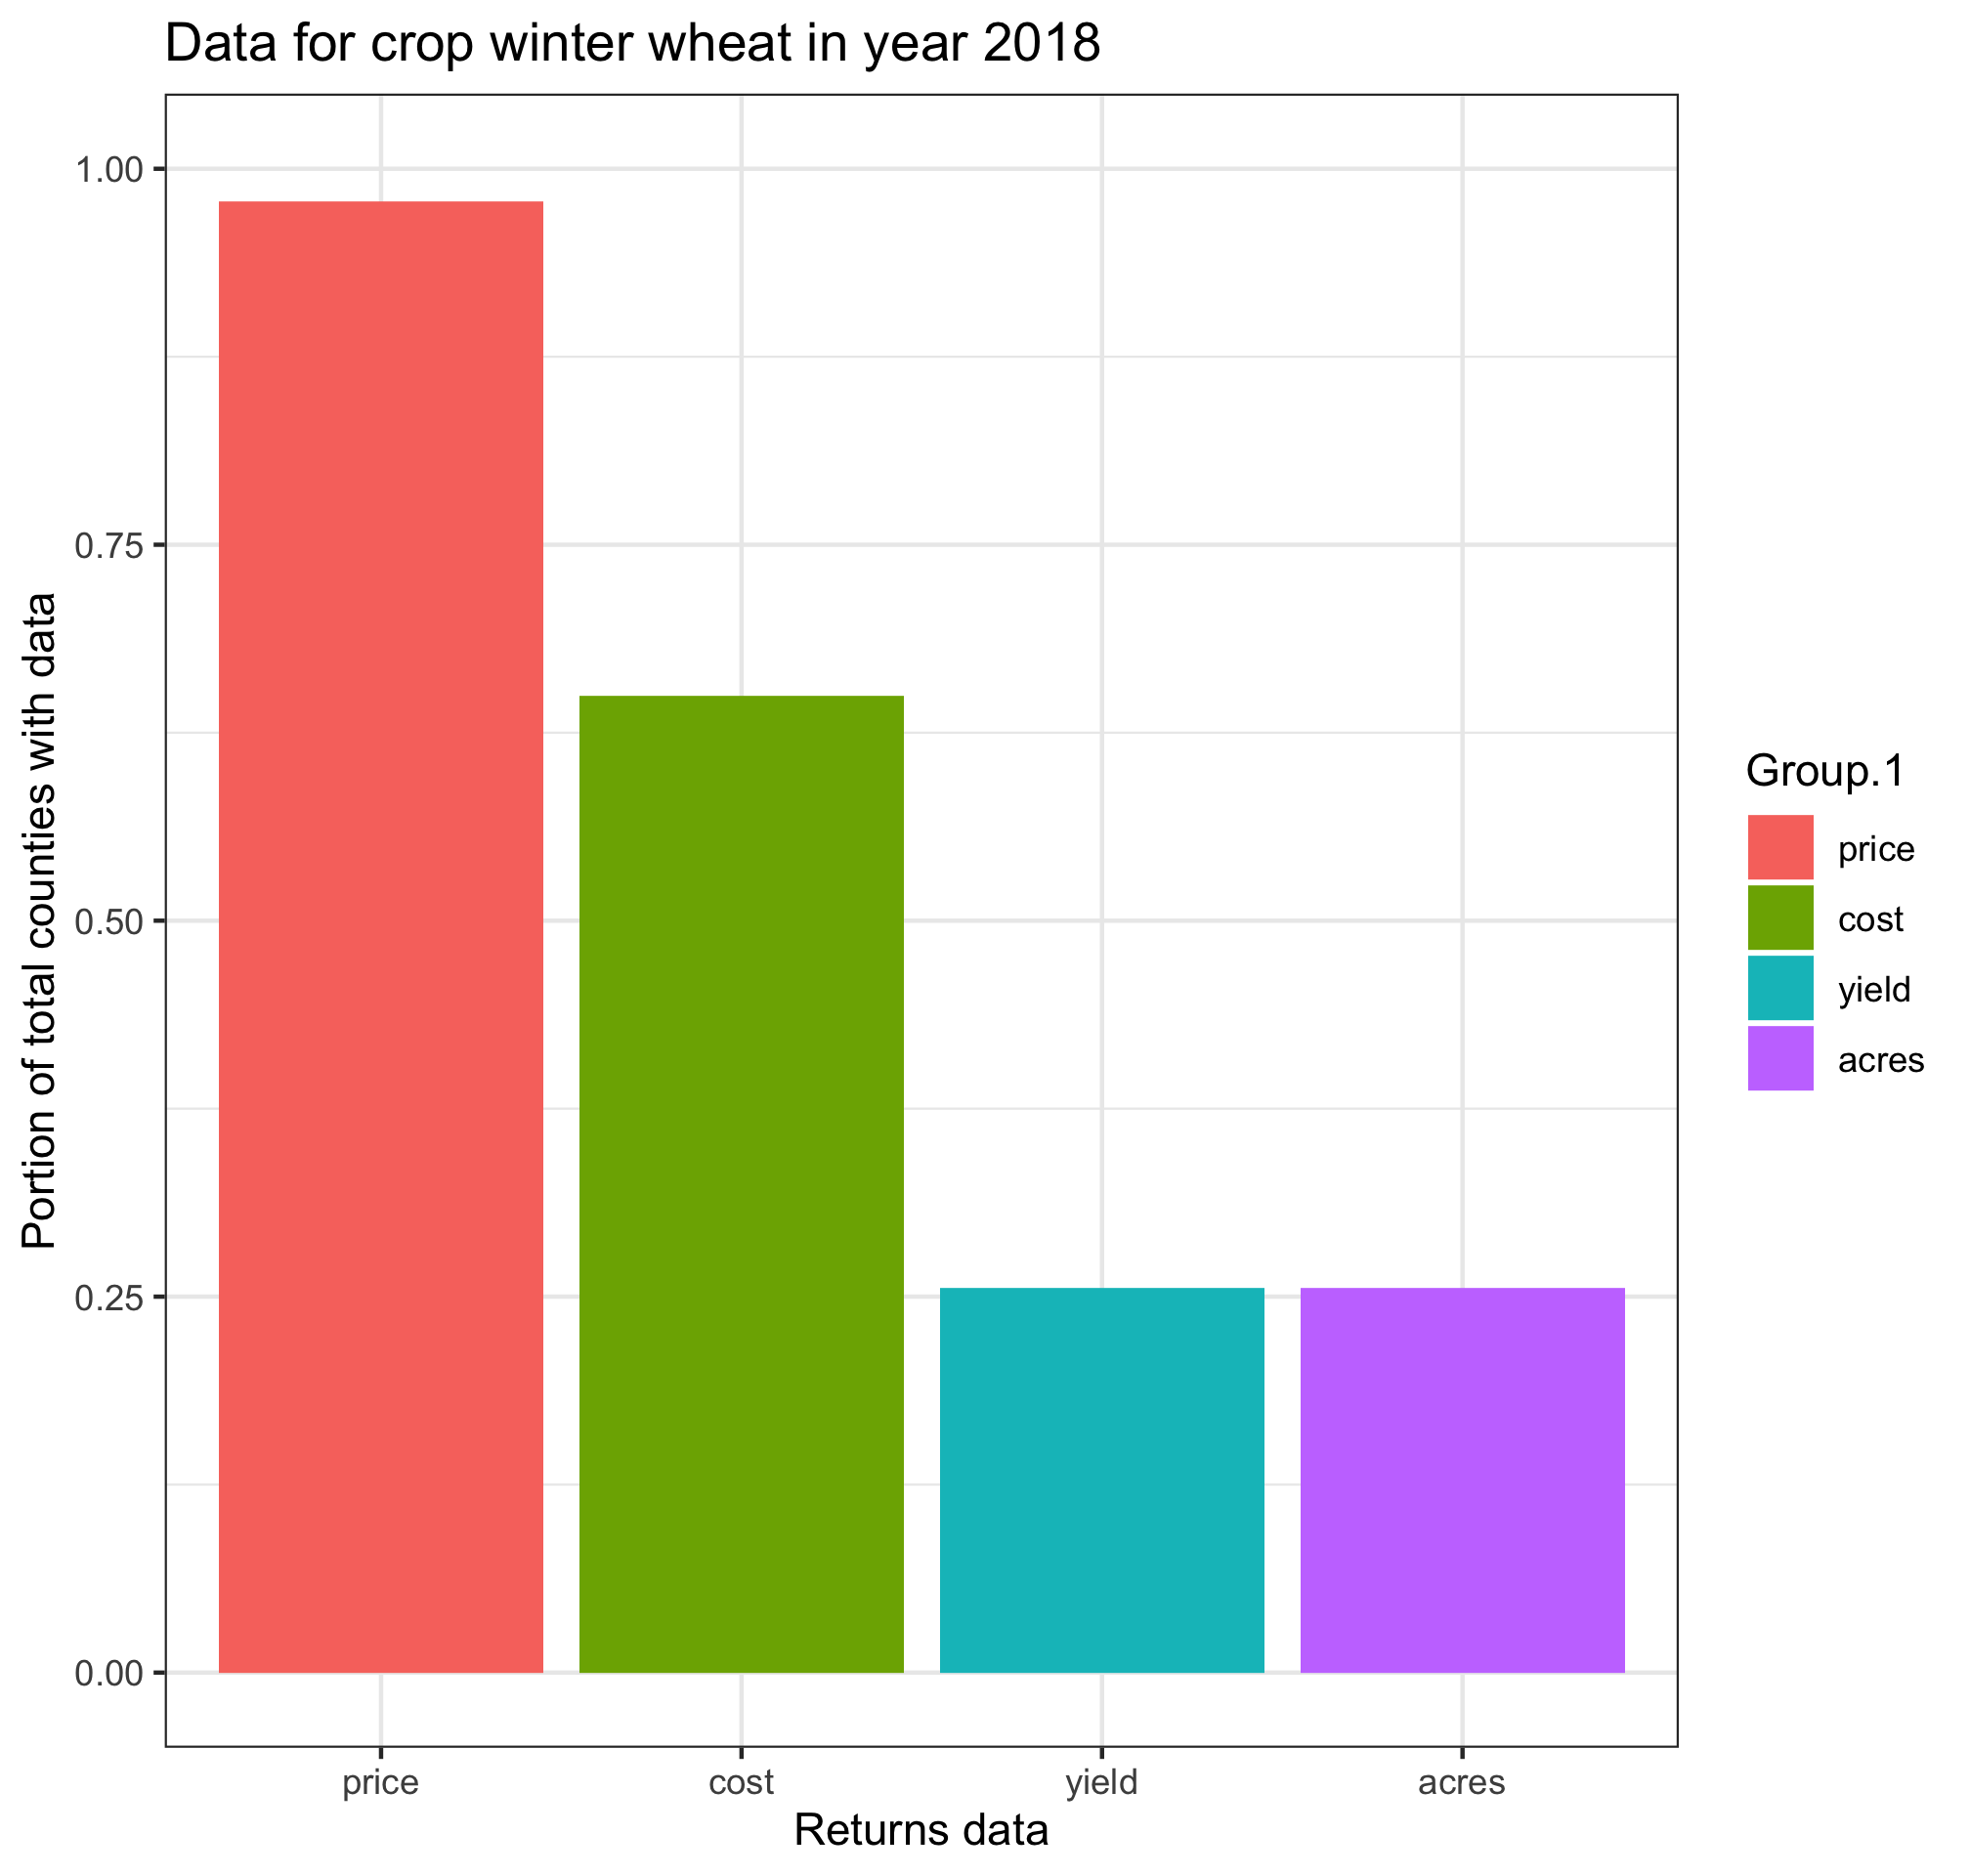 Data for crop winter wheat in year 2018
Portion of total counties with data
1.00
0.75
0.50
0.25
0.00
price
cost
yield
acres
Returns data
Group.1
price
cost
yield
acres